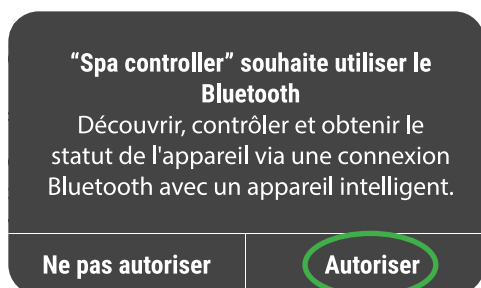 “Spa controller” souhaite utiliser le
Bluetooth
Découvrir, contrôler et obtenir le
statut de l'appareil via une connexion
Bluetooth avec un appareil intelligent.
Ne pas autoriser
Autoriser